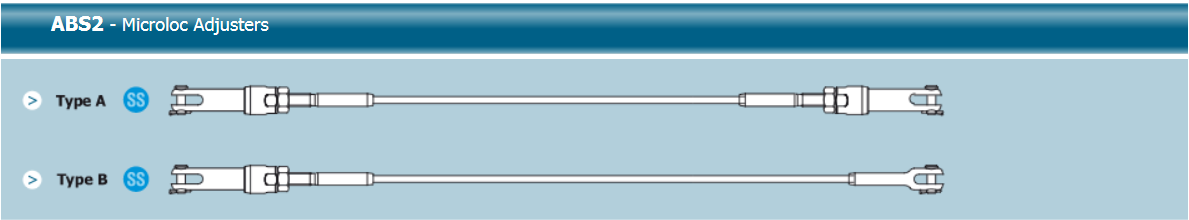 ABS2 - Microloc Adjusters
> Type A SS
> Type B SS